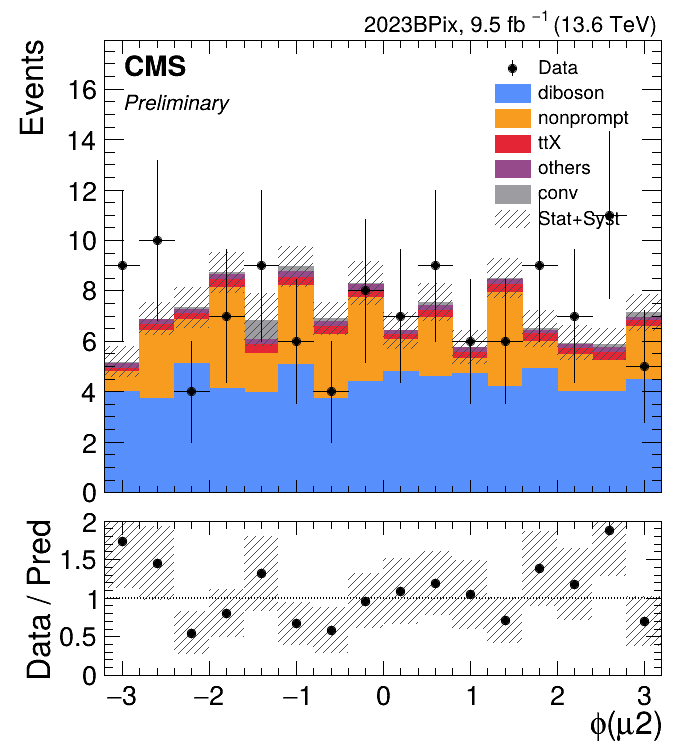 2023BPix, 9.5 fb⁻¹ (13.6 TeV)
Events
CMS
Preliminary
Data
diboson
nonprompt
ttX
others
conv
Stat+Syst
16
14
12
10
8
6
4
2
0
Data / Pred
2
1.5
1
0.5
0
−3 −2 −1 0 1 2 3
ϕ(μ2)